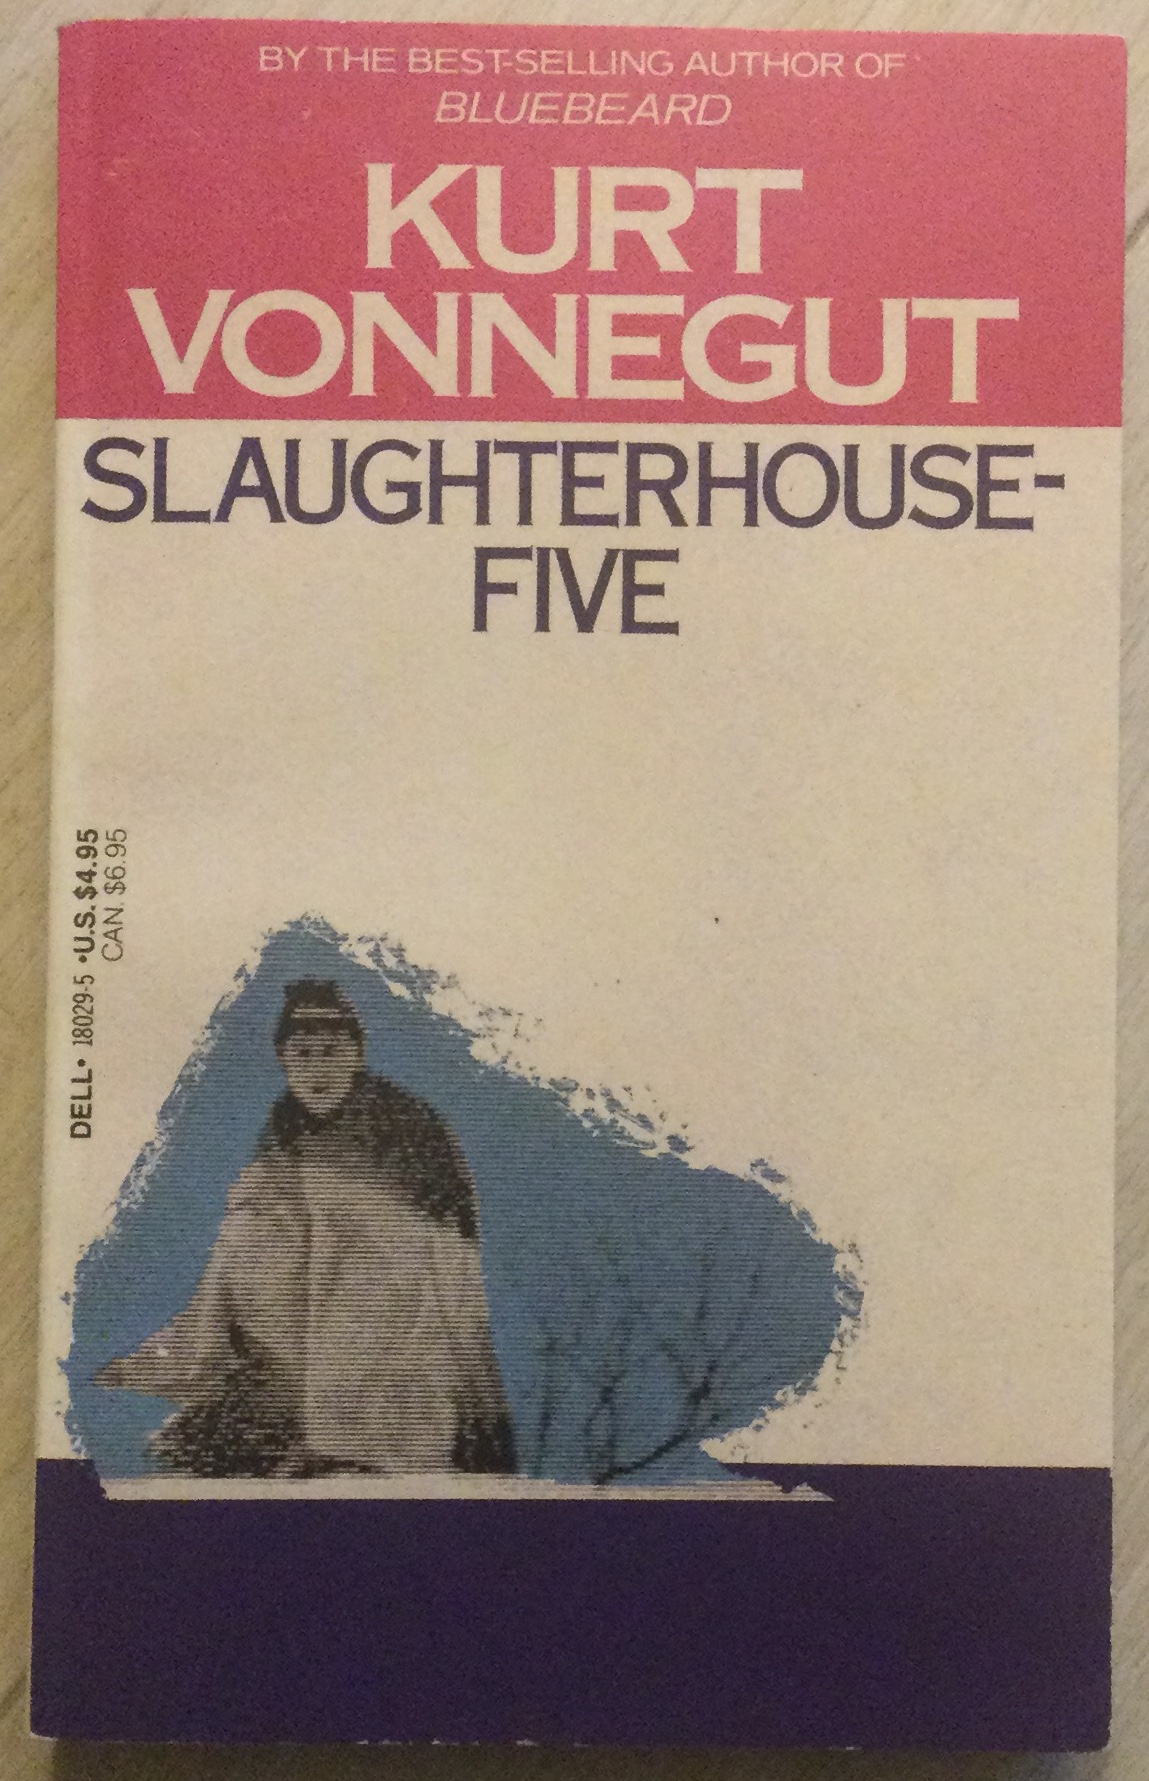 BY THE BEST-SELLING AUTHOR OF
BLUEBEARD
KURT
VONNEGUT
SLAUGHTERHOUSE-
FIVE
DELL • 18029-5 • U.S. $4.95
CAN. $6.95